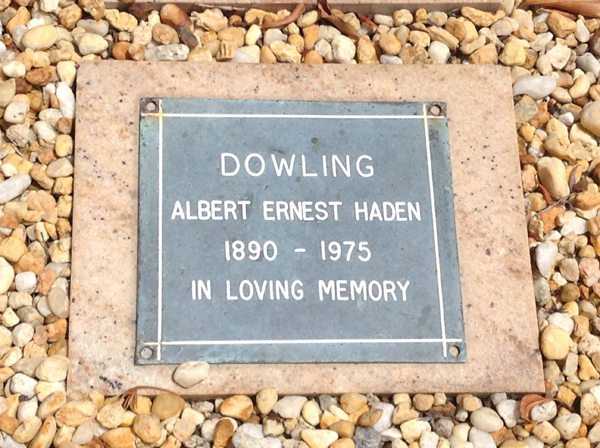 DOWLING
ALBERT ERNEST HADEN
1890 - 1975
IN LOVING MEMORY